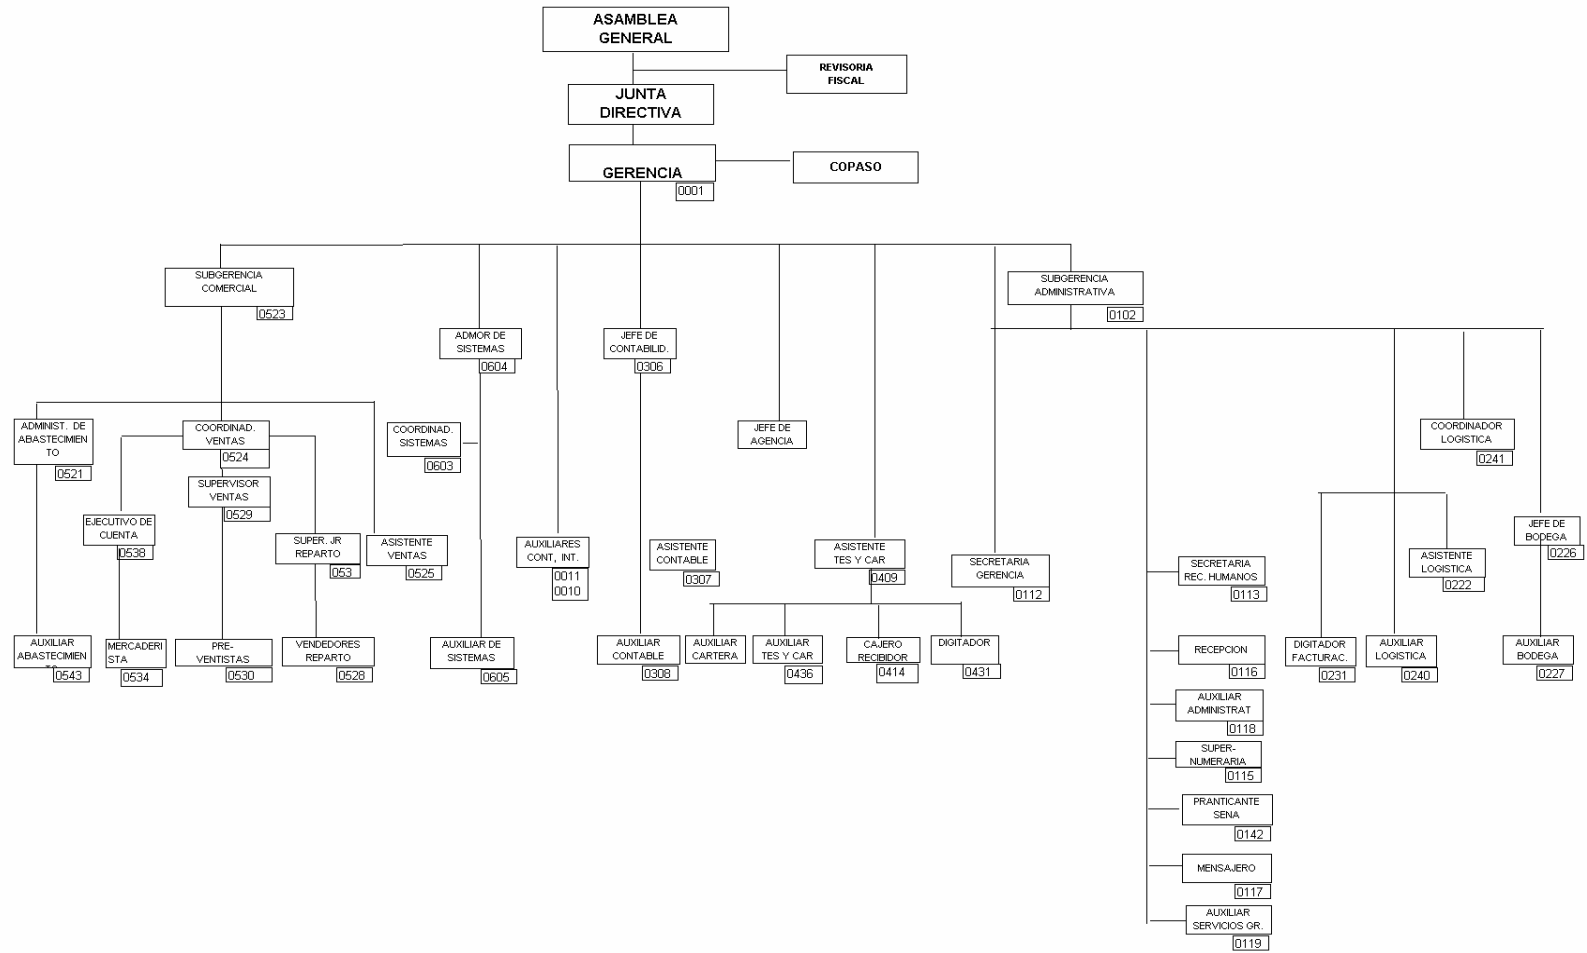 ASAMBLEA
GENERAL
REVISORIA
FISCAL
JUNTA
DIRECTIVA
GERENCIA
0001
COPASO
SUBGERENCIA
COMERCIAL
0523
SUBGERENCIA
ADMINISTRATIVA
0102
ADMOR DE
SISTEMAS
0604
JEFE DE
CONTABILID.
0306
ADMINIST. DE
ABASTECIMIEN
TO
0521
COORDINAD.
VENTAS
0524
COORDINAD.
SISTEMAS
0603
JEFE DE
AGENCIA
COORDINADOR
LOGISTICA
0241
SUPERVISOR
VENTAS
0529
EJECUTIVO DE
CUENTA
0538
SUPER. JR
REPARTO
053
ASISTENTE
VENTAS
0525
AUXILIARES
CONT, INT.
0011
0010
ASISTENTE
CONTABLE
0307
ASISTENTE
TES Y CAR
0409
SECRETARIA
GERENCIA
0112
SECRETARIA
REC. HUMANOS
0113
ASISTENTE
LOGISTICA
0222
JEFE DE
BODEGA
0226
AUXILIAR
ABASTECIMIEN
TO
0543
MERCADERI
STA
0534
PRE-
VENTISTAS
0530
VENDEDORES
REPARTO
0528
AUXILIAR DE
SISTEMAS
0605
AUXILIAR
CONTABLE
0308
AUXILIAR
CARTERA
AUXILIAR
TES Y CAR
0436
CAJERO
RECIBIDOR
0414
DIGITADOR
0431
RECEPCION
0116
DIGITADOR
FACTURAC.
0231
AUXILIAR
LOGISTICA
0240
AUXILIAR
BODEGA
0227
AUXILIAR
ADMINISTRAT
0118
SUPER-
NUMERARIA
0115
PRANTICANTE
SENA
0142
MENSAJERO
0117
AUXILIAR
SERVICIOS GR.
0119